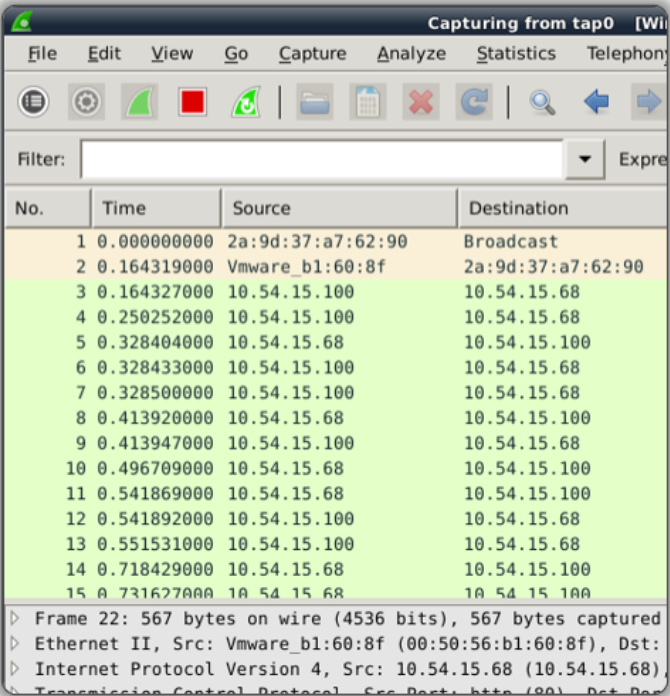 Capturing from tap0 [Wi
File Edit View Go Capture Analyze Statistics Telephon
Filter: Expre
No. Time Source Destination
1 0.000000000 2a:9d:37:a7:62:90 Broadcast
2 0.164319000 Vmware_b1:60:8f 2a:9d:37:a7:62:90
3 0.164327000 10.54.15.100 10.54.15.68
4 0.250252000 10.54.15.100 10.54.15.68
5 0.328404000 10.54.15.68 10.54.15.100
6 0.328433000 10.54.15.100 10.54.15.68
7 0.328500000 10.54.15.100 10.54.15.68
8 0.413920000 10.54.15.68 10.54.15.100
9 0.413947000 10.54.15.100 10.54.15.68
10 0.496709000 10.54.15.68 10.54.15.100
11 0.541869000 10.54.15.68 10.54.15.100
12 0.541892000 10.54.15.100 10.54.15.68
13 0.551531000 10.54.15.100 10.54.15.68
14 0.718429000 10.54.15.68 10.54.15.100
15 0.731627000 10.54.15.68 10.54.15.100
Frame 22: 567 bytes on wire (4536 bits), 567 bytes captured
Ethernet II, Src: Vmware_b1:60:8f (00:50:56:b1:60:8f), Dst:
Internet Protocol Version 4, Src: 10.54.15.68 (10.54.15.68)
Transmission Control Protocol, Src Port: http (80), Dst Po